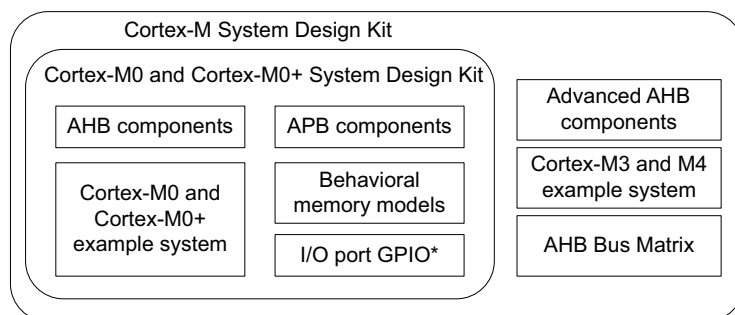 Cortex-M System Design Kit
Cortex-M0 and Cortex-M0+ System Design Kit
AHB components
APB components
Cortex-M0 and
Cortex-M0+
example system
Behavioral
memory models
I/O port GPIO*
Advanced AHB
components
Cortex-M3 and M4
example system
AHB Bus Matrix